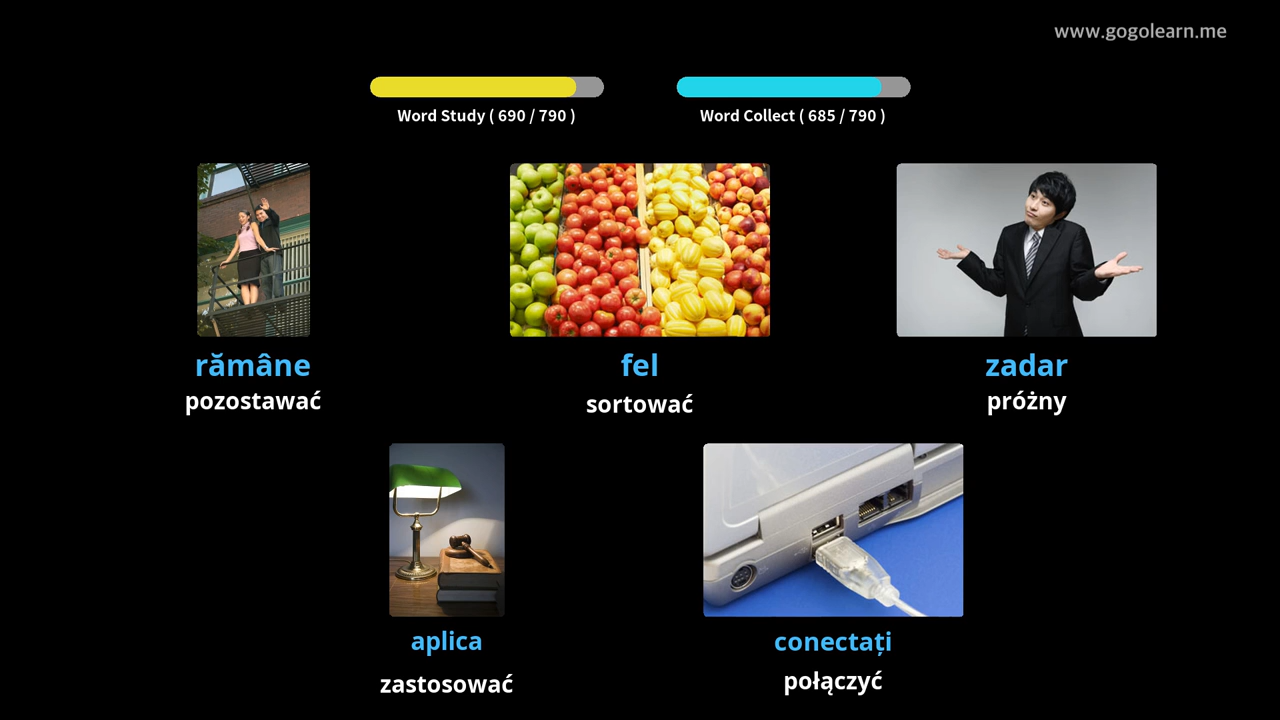 www.gogolearn.me
Word Study ( 690 / 790 )
Word Collect ( 685 / 790 )
rămâne
pozostawać
fel
sortować
zadar
próżny
aplica
zastosować
conectați
połączyć